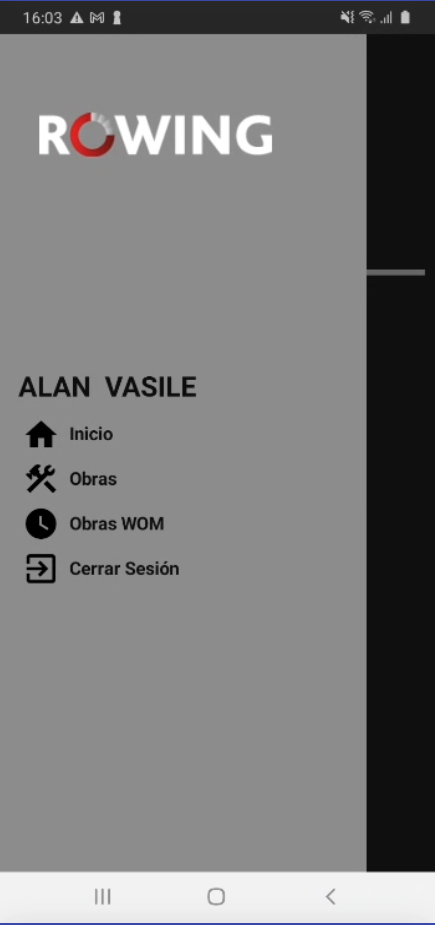 16:03
ROWING
ALAN VASILE
Inicio
Obras
Obras WOM
Cerrar Sesión